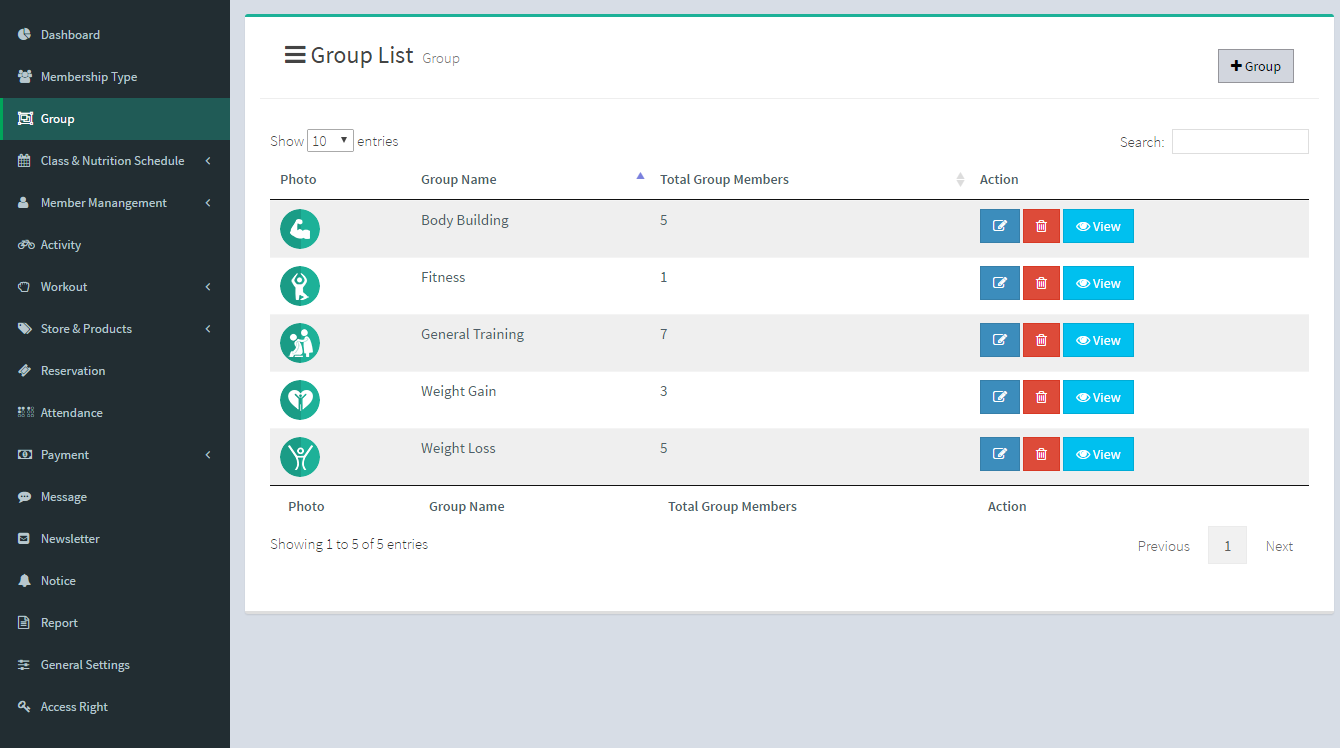 Dashboard
Membership Type
Group
Class & Nutrition Schedule
Member Manangement
Activity
Workout
Store & Products
Reservation
Attendance
Payment
Message
Newsletter
Notice
Report
General Settings
Access Right
Group List Group
Group
Show 10 entries
Search:
Photo Group Name Total Group Members Action
Body Building 5 View
Fitness 1 View
General Training 7 View
Weight Gain 3 View
Weight Loss 5 View
Photo Group Name Total Group Members Action
Showing 1 to 5 of 5 entries
Previous 1 Next